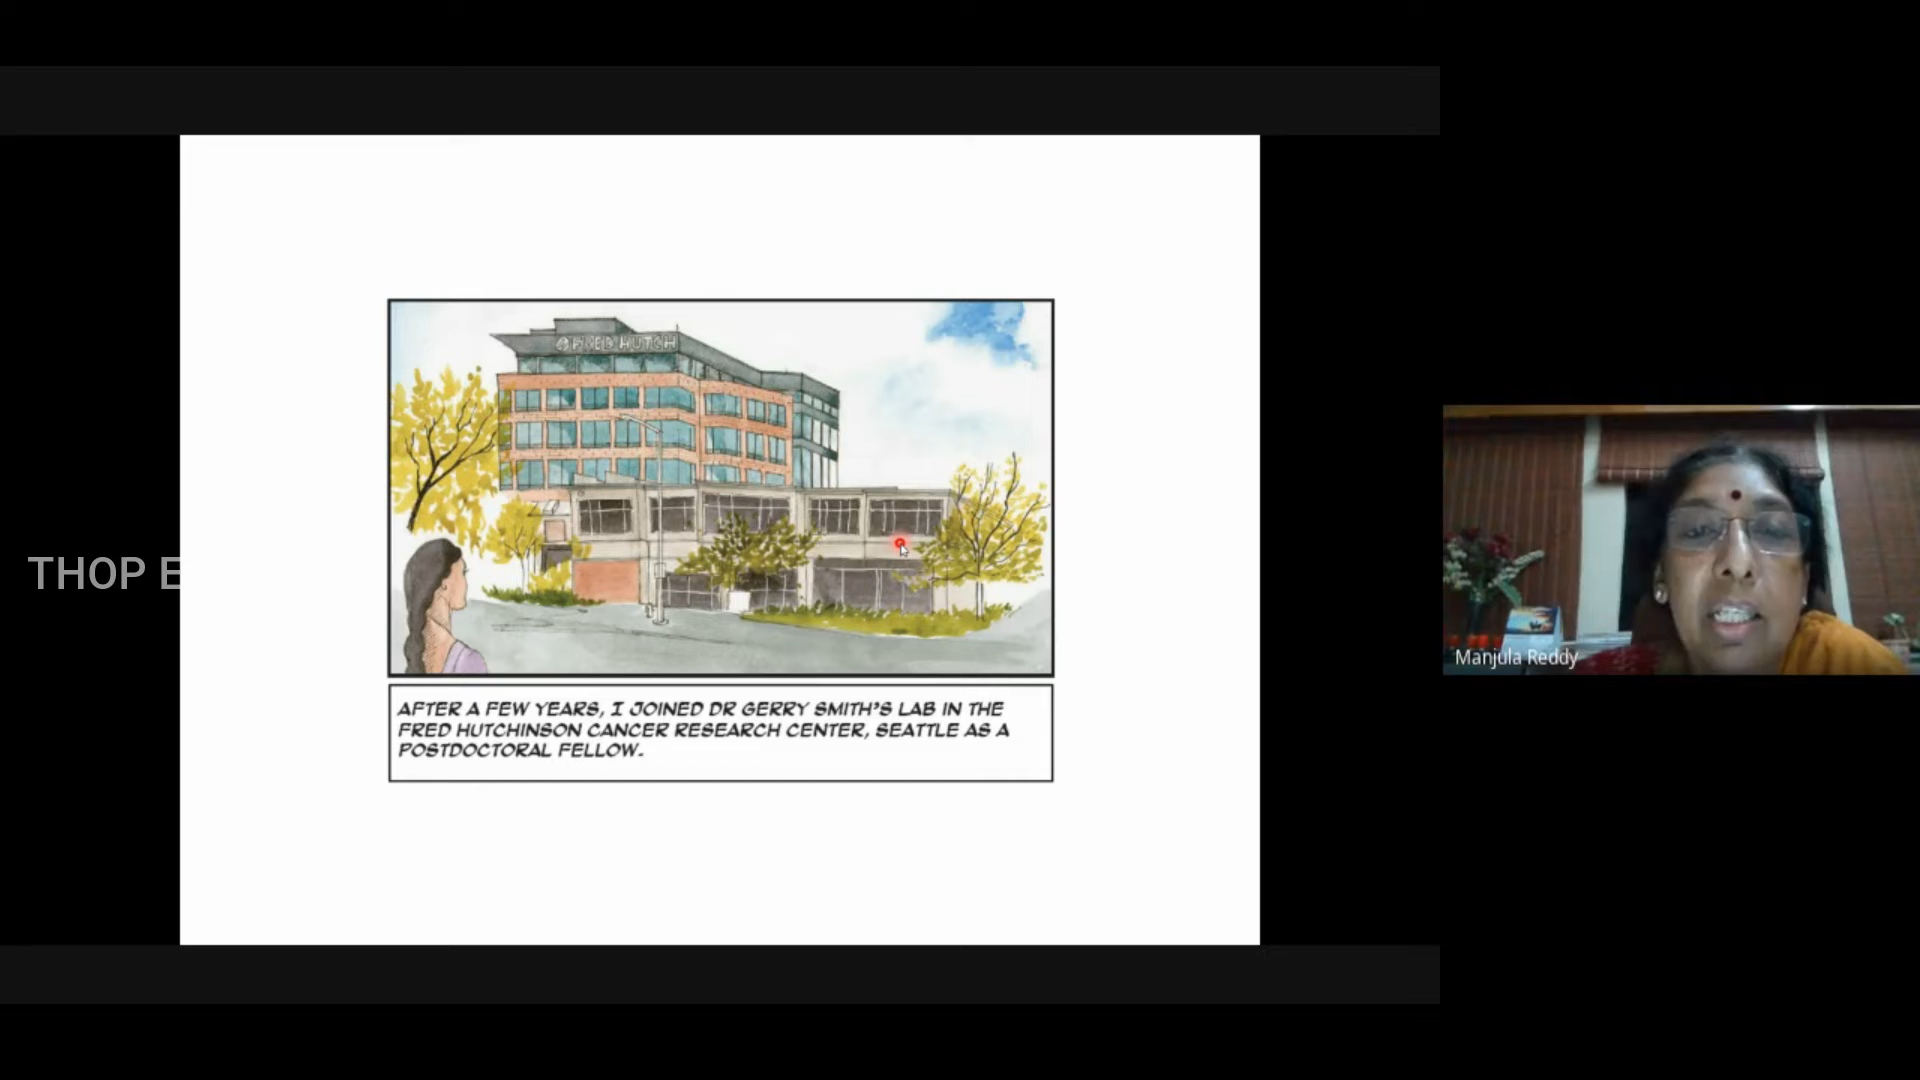 FRED HUTCH
THOP E
AFTER A FEW YEARS, I JOINED DR GERRY SMITH'S LAB IN THE
FRED HUTCHINSON CANCER RESEARCH CENTER, SEATTLE AS A
POSTDOCTORAL FELLOW.
Manjula Reddy